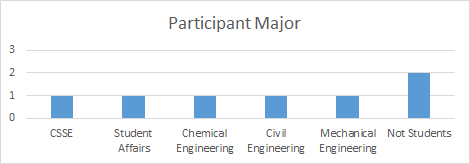 Participant Major
3
2
1
0
CSSE Student Chemical Civil Mechanical Not Students
Affairs Engineering Engineering Engineering